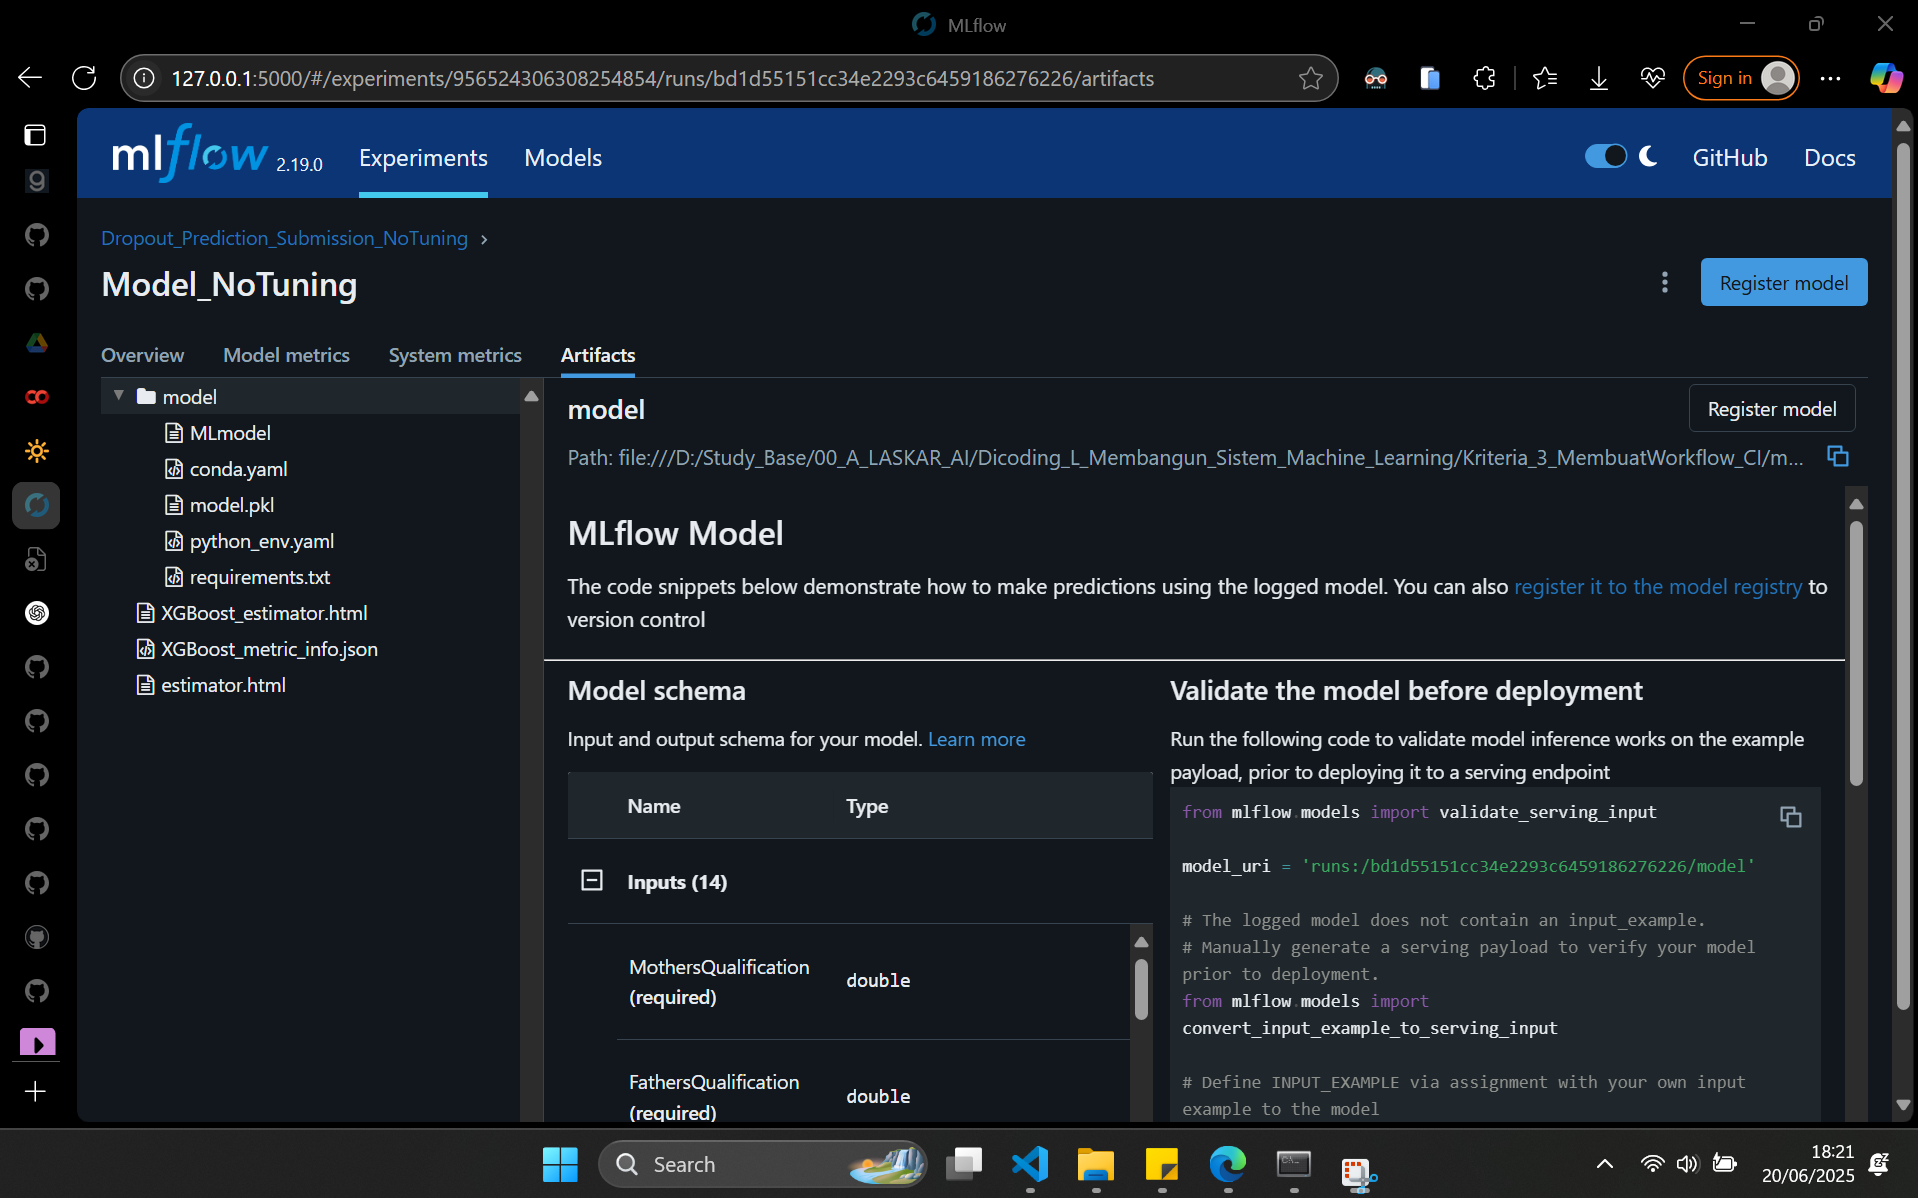 MLflow
127.0.0.1:5000/#/experiments/956524306308254854/runs/bd1d55151cc34e2293c6459186276226/artifacts
Sign in
mlflow 2.19.0 Experiments Models GitHub Docs
Dropout_Prediction_Submission_NoTuning >
Model_NoTuning
Register model
Overview Model metrics System metrics Artifacts
model
MLmodel
conda.yaml
model.pkl
python_env.yaml
requirements.txt
XGBoost_estimator.html
XGBoost_metric_info.json
estimator.html
model
Register model
Path: file:///D:/Study_Base/00_A_LASKAR_AI/Dicoding_L_Membangun_Sistem_Machine_Learning/Kriteria_3_MembuatWorkflow_CI/m...
MLflow Model
The code snippets below demonstrate how to make predictions using the logged model. You can also register it to the model registry to
version control
Model schema
Input and output schema for your model. Learn more
Name Type
Inputs (14)
MothersQualification
(required)
double
FathersQualification
(required)
double
Validate the model before deployment
Run the following code to validate model inference works on the example
payload, prior to deploying it to a serving endpoint
from mlflow.models import validate_serving_input
model_uri = 'runs:/bd1d55151cc34e2293c6459186276226/model'
# The logged model does not contain an input_example.
# Manually generate a serving payload to verify your model
prior to deployment.
from mlflow.models import
convert_input_example_to_serving_input
# Define INPUT_EXAMPLE via assignment with your own input
example to the model
Search
18:21
20/06/2025